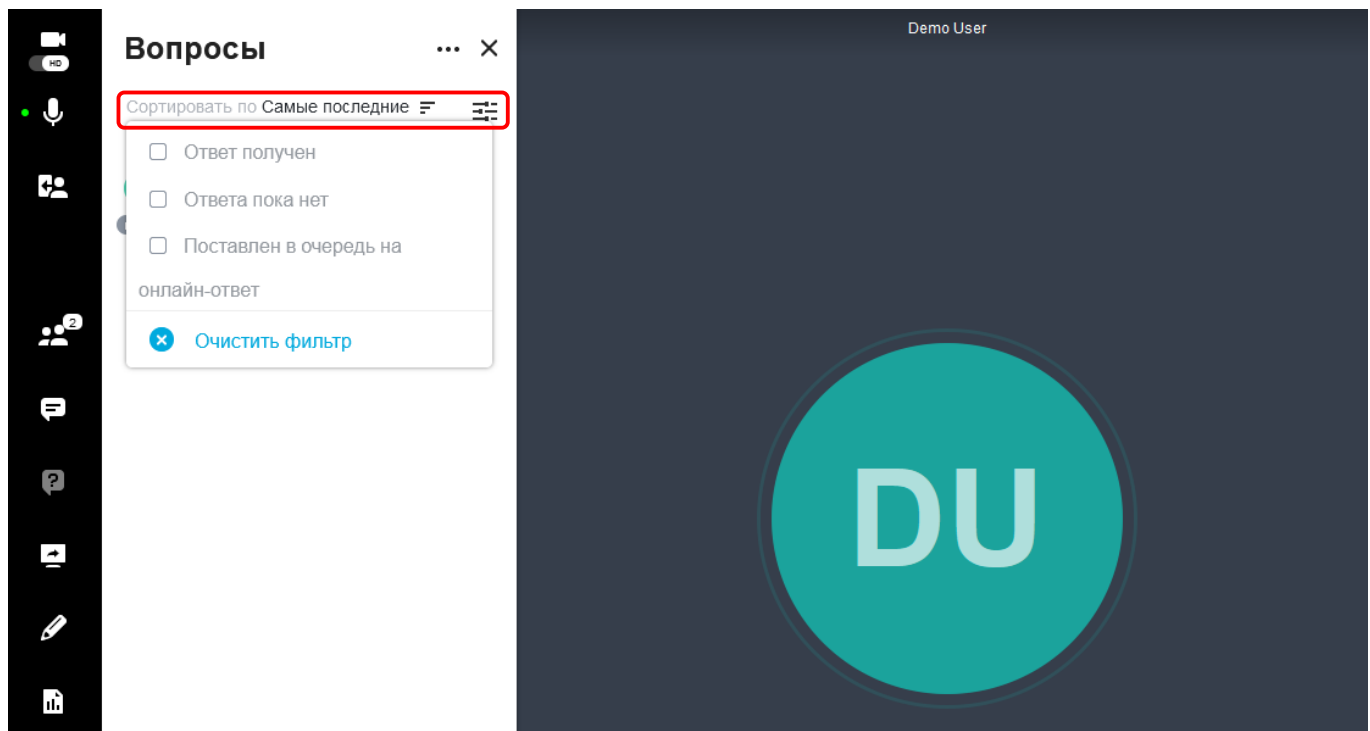 Demo User
HD
Вопросы
Сортировать по Самые последние
Ответ получен
Ответа пока нет
Поставлен в очередь на
онлайн-ответ
Очистить фильтр
2
?
DU